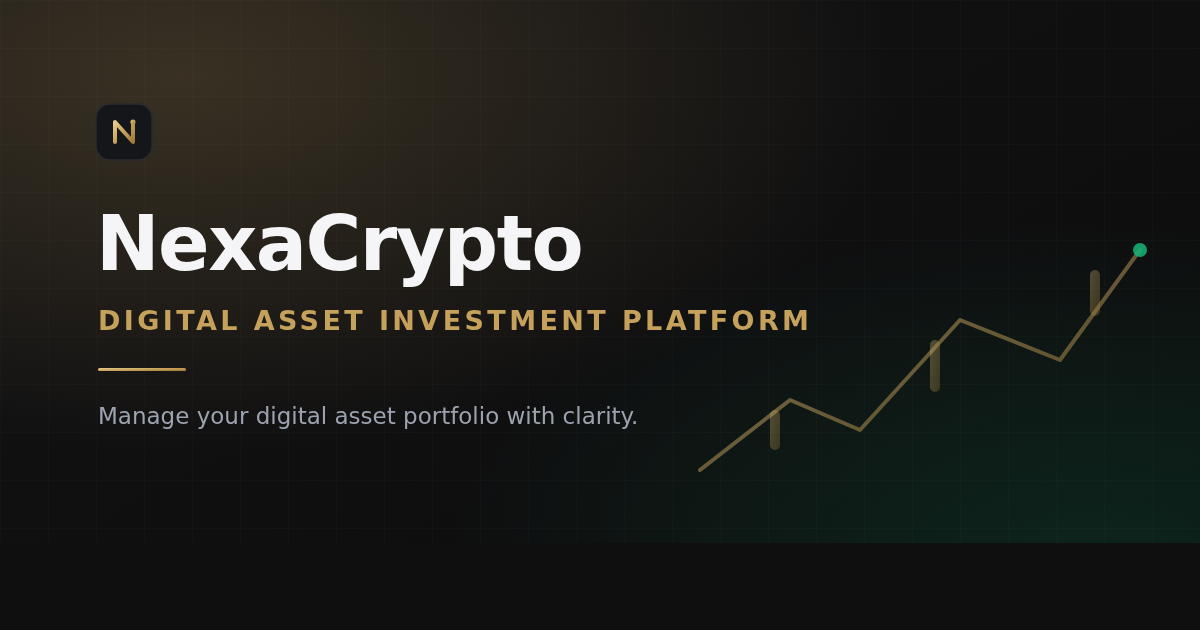 N
NexaCrypto
DIGITAL ASSET INVESTMENT PLATFORM
Manage your digital asset portfolio with clarity.